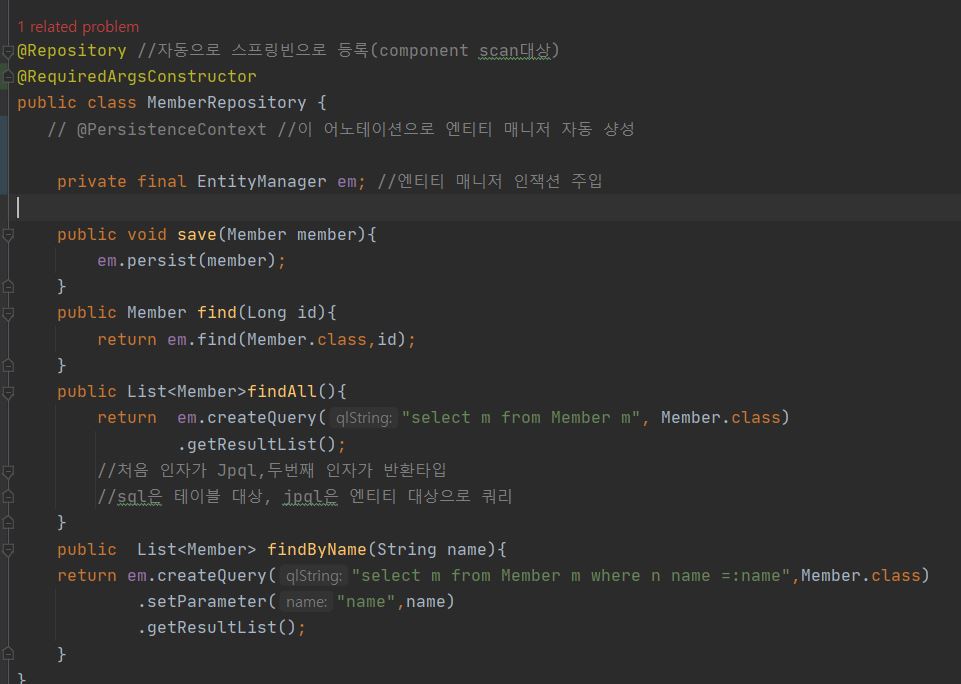 1 related problem
@Repository //자동으로 스프링빈으로 등록(component scan대상)
@RequiredArgsConstructor
public class MemberRepository {
// @PersistenceContext //이 어노테이션으로 엔티티 매니저 자동 샹성
private final EntityManager em; //엔티티 매니저 인잭션 주입
public void save(Member member){
em.persist(member);
}
public Member find(Long id){
return em.find(Member.class,id);
}
public List<Member>findAll(){
return em.createQuery( qlString: "select m from Member m", Member.class)
.getResultList();
//처음 인자가 Jpql,두번째 인자가 반환타입
//sql은 테이블 대상, jpql은 엔티티 대상으로 쿼리
}
public List<Member> findByName(String name){
return em.createQuery( qlString: "select m from Member m where n name =:name",Member.class)
.setParameter( name: "name",name)
.getResultList();
}
}